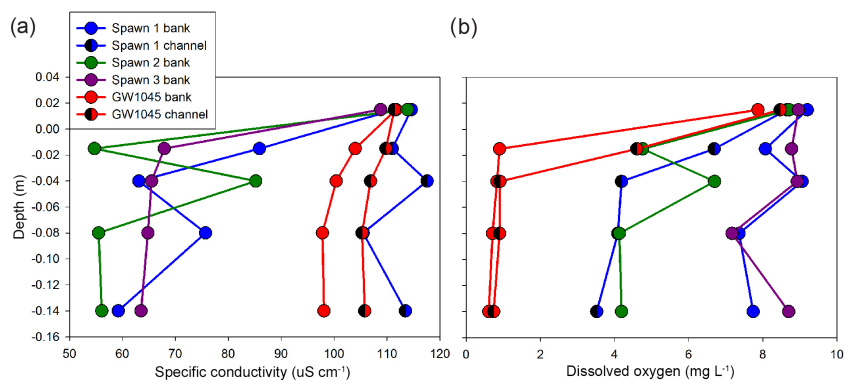 (a)
(b)
Spawn 1 bank
Spawn 1 channel
Spawn 2 bank
Spawn 3 bank
GW1045 bank
GW1045 channel
0.04
0.02
0.00
-0.02
-0.04
-0.06
-0.08
-0.10
-0.12
-0.14
-0.16
Depth (m)
50 60 70 80 90 100 110 120
Specific conductivity (uS cm⁻¹)
0 2 4 6 8 10
Dissolved oxygen (mg L⁻¹)